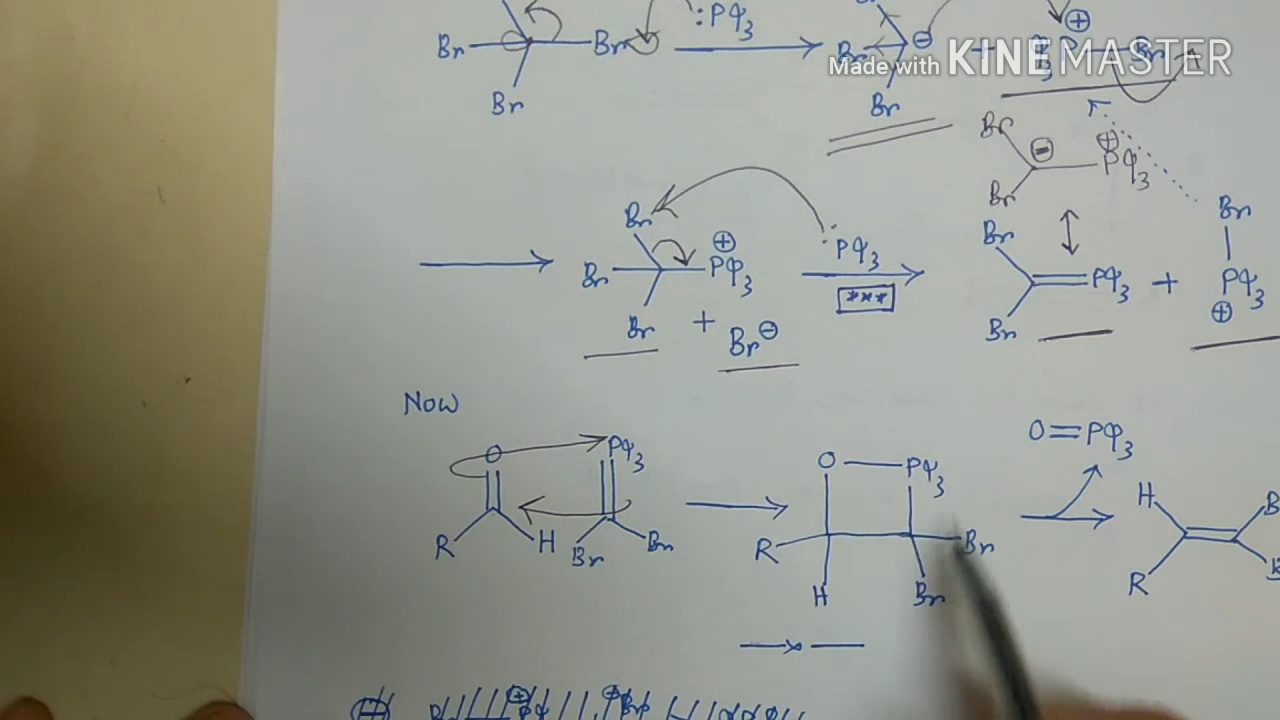 Br Br :Pφ3 Br ⊖ + Pφ3 ⊕ Br
Made with KINEMASTER
Br Br
Br ⊖ ⊕ Pφ3
Br
Br ⊕ :Pφ3 Br Br
Br Pφ3 *** Pφ3 + Pφ3 ⊕
Br + Br⊖ Br
Now
O Pφ3 O Pφ3 O=Pφ3
R H Br Br R Br H
H Br R